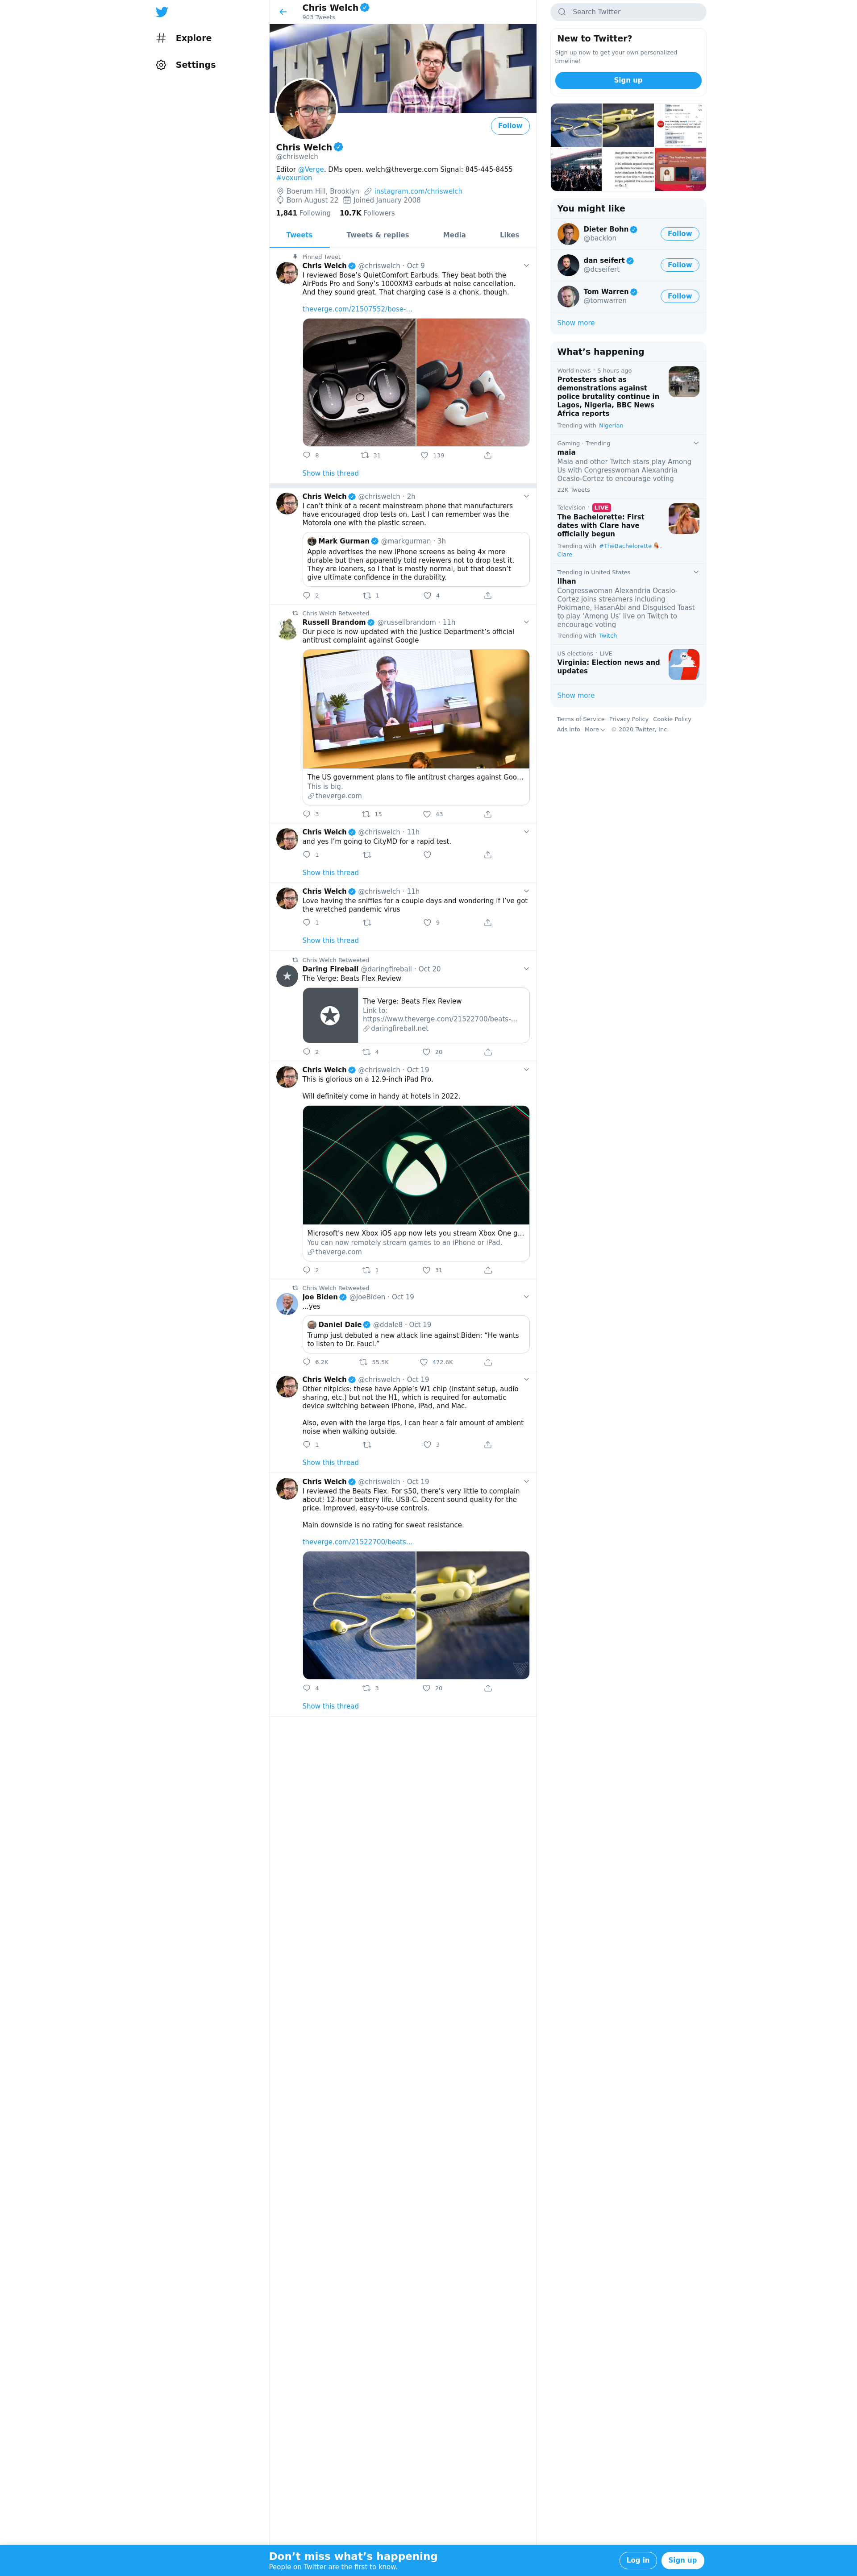 Explore
Settings
Chris Welch
903 Tweets
THE VERGE
Follow
Chris Welch
@chriswelch
Editor @Verge. DMs open. welch@theverge.com Signal: 845-445-8455
#voxunion
Boerum Hill, Brooklyn instagram.com/chriswelch
Born August 22 Joined January 2008
1,841 Following 10.7K Followers
Tweets Tweets & replies Media Likes
Pinned Tweet
Chris Welch @chriswelch · Oct 9
I reviewed Bose’s QuietComfort Earbuds. They beat both the
AirPods Pro and Sony’s 1000XM3 earbuds at noise cancellation.
And they sound great. That charging case is a chonk, though.
theverge.com/21507552/bose-…
8 31 139
Show this thread
Chris Welch @chriswelch · 2h
I can’t think of a recent mainstream phone that manufacturers
have encouraged drop tests on. Last I can remember was the
Motorola one with the plastic screen.
Mark Gurman @markgurman · 3h
Apple advertises the new iPhone screens as being 4x more
durable but then apparently told reviewers not to drop test it.
They are loaners, so that is mostly normal, but that doesn’t
give ultimate confidence in the durability.
2 1 4
Chris Welch Retweeted
Russell Brandom @russellbrandom · 11h
Our piece is now updated with the Justice Department’s official
antitrust complaint against Google
The US government plans to file antitrust charges against Goo…
This is big.
theverge.com
3 15 43
Chris Welch @chriswelch · 11h
and yes I’m going to CityMD for a rapid test.
1
Show this thread
Chris Welch @chriswelch · 11h
Love having the sniffles for a couple days and wondering if I’ve got
the wretched pandemic virus
1 9
Show this thread
Chris Welch Retweeted
Daring Fireball @daringfireball · Oct 20
The Verge: Beats Flex Review
The Verge: Beats Flex Review
Link to:
https://www.theverge.com/21522700/beats-…
daringfireball.net
2 4 20
Chris Welch @chriswelch · Oct 19
This is glorious on a 12.9-inch iPad Pro.
Will definitely come in handy at hotels in 2022.
Microsoft’s new Xbox iOS app now lets you stream Xbox One g…
You can now remotely stream games to an iPhone or iPad.
theverge.com
2 1 31
Chris Welch Retweeted
Joe Biden @JoeBiden · Oct 19
…yes
Daniel Dale @ddale8 · Oct 19
Trump just debuted a new attack line against Biden: “He wants
to listen to Dr. Fauci.”
6.2K 55.5K 472.6K
Chris Welch @chriswelch · Oct 19
Other nitpicks: these have Apple’s W1 chip (instant setup, audio
sharing, etc.) but not the H1, which is required for automatic
device switching between iPhone, iPad, and Mac.
Also, even with the large tips, I can hear a fair amount of ambient
noise when walking outside.
1 3
Show this thread
Chris Welch @chriswelch · Oct 19
I reviewed the Beats Flex. For $50, there’s very little to complain
about! 12-hour battery life. USB-C. Decent sound quality for the
price. Improved, easy-to-use controls.
Main downside is no rating for sweat resistance.
theverge.com/21522700/beats…
4 3 20
Show this thread
Search Twitter
New to Twitter?
Sign up now to get your own personalized
timeline!
Sign up
You might like
Dieter Bohn
@backlon
Follow
dan seifert
@dcseifert
Follow
Tom Warren
@tomwarren
Follow
Show more
What’s happening
World news · 5 hours ago
Protesters shot as
demonstrations against
police brutality continue in
Lagos, Nigeria, BBC News
Africa reports
Trending with Nigerian
Gaming · Trending
maia
Maia and other Twitch stars play Among
Us with Congresswoman Alexandria
Ocasio-Cortez to encourage voting
22K Tweets
Television · LIVE
The Bachelorette: First
dates with Clare have
officially begun
Trending with #TheBachelorette,
Clare
Trending in United States
Ilhan
Congresswoman Alexandria Ocasio-
Cortez joins streamers including
Pokimane, HasanAbi and Disguised Toast
to play ‘Among Us’ live on Twitch to
encourage voting
Trending with Twitch
US elections · LIVE
Virginia: Election news and
updates
Show more
Terms of Service Privacy Policy Cookie Policy
Ads info More © 2020 Twitter, Inc.
Don’t miss what’s happening
People on Twitter are the first to know.
Log in Sign up